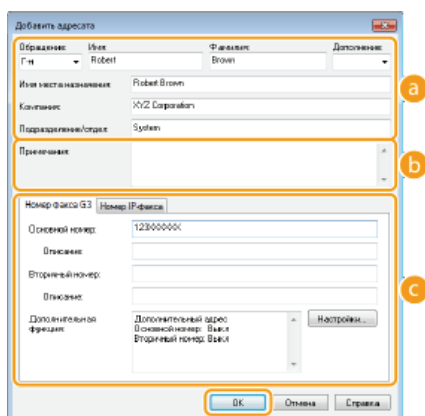 Добавить адресата
Обращение: Имя: Фамилия: Дополнение:
Г-н Robert Brown
Имя места назначения: Robert Brown
Компания: XYZ Corporation
Подразделение/отдел: System
a
Примечание:
b
Номер факса G3 Номер IP-факса
Основной номер: 123XXXXXX
Описание:
Вторичный номер:
Описание:
Дополнительная функция:
Дополнительный адрес
Основной номер: Выкл
Вторичный номер: Выкл
Настройки...
c
OK Отмена Справка